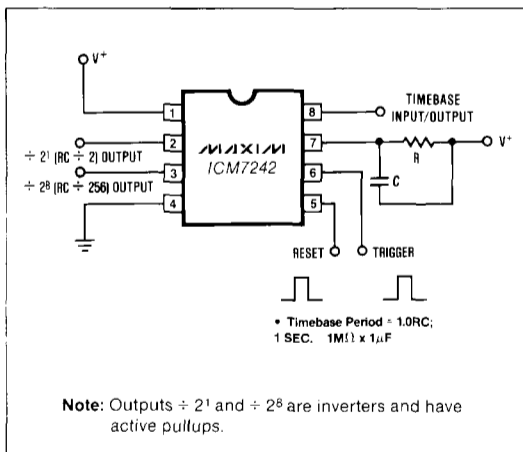 V+
1
2
3
4
8
7
6
5
MAXIM
ICM7242
TIMEBASE
INPUT/OUTPUT
÷ 2¹ (RC ÷ 2) OUTPUT
÷ 2⁸ (RC ÷ 256) OUTPUT
R
V+
C
RESET
TRIGGER
• Timebase Period = 1.0RC;
1 SEC. 1MΩ x 1µF
Note: Outputs ÷ 2¹ and ÷ 2⁸ are inverters and have
active pullups.